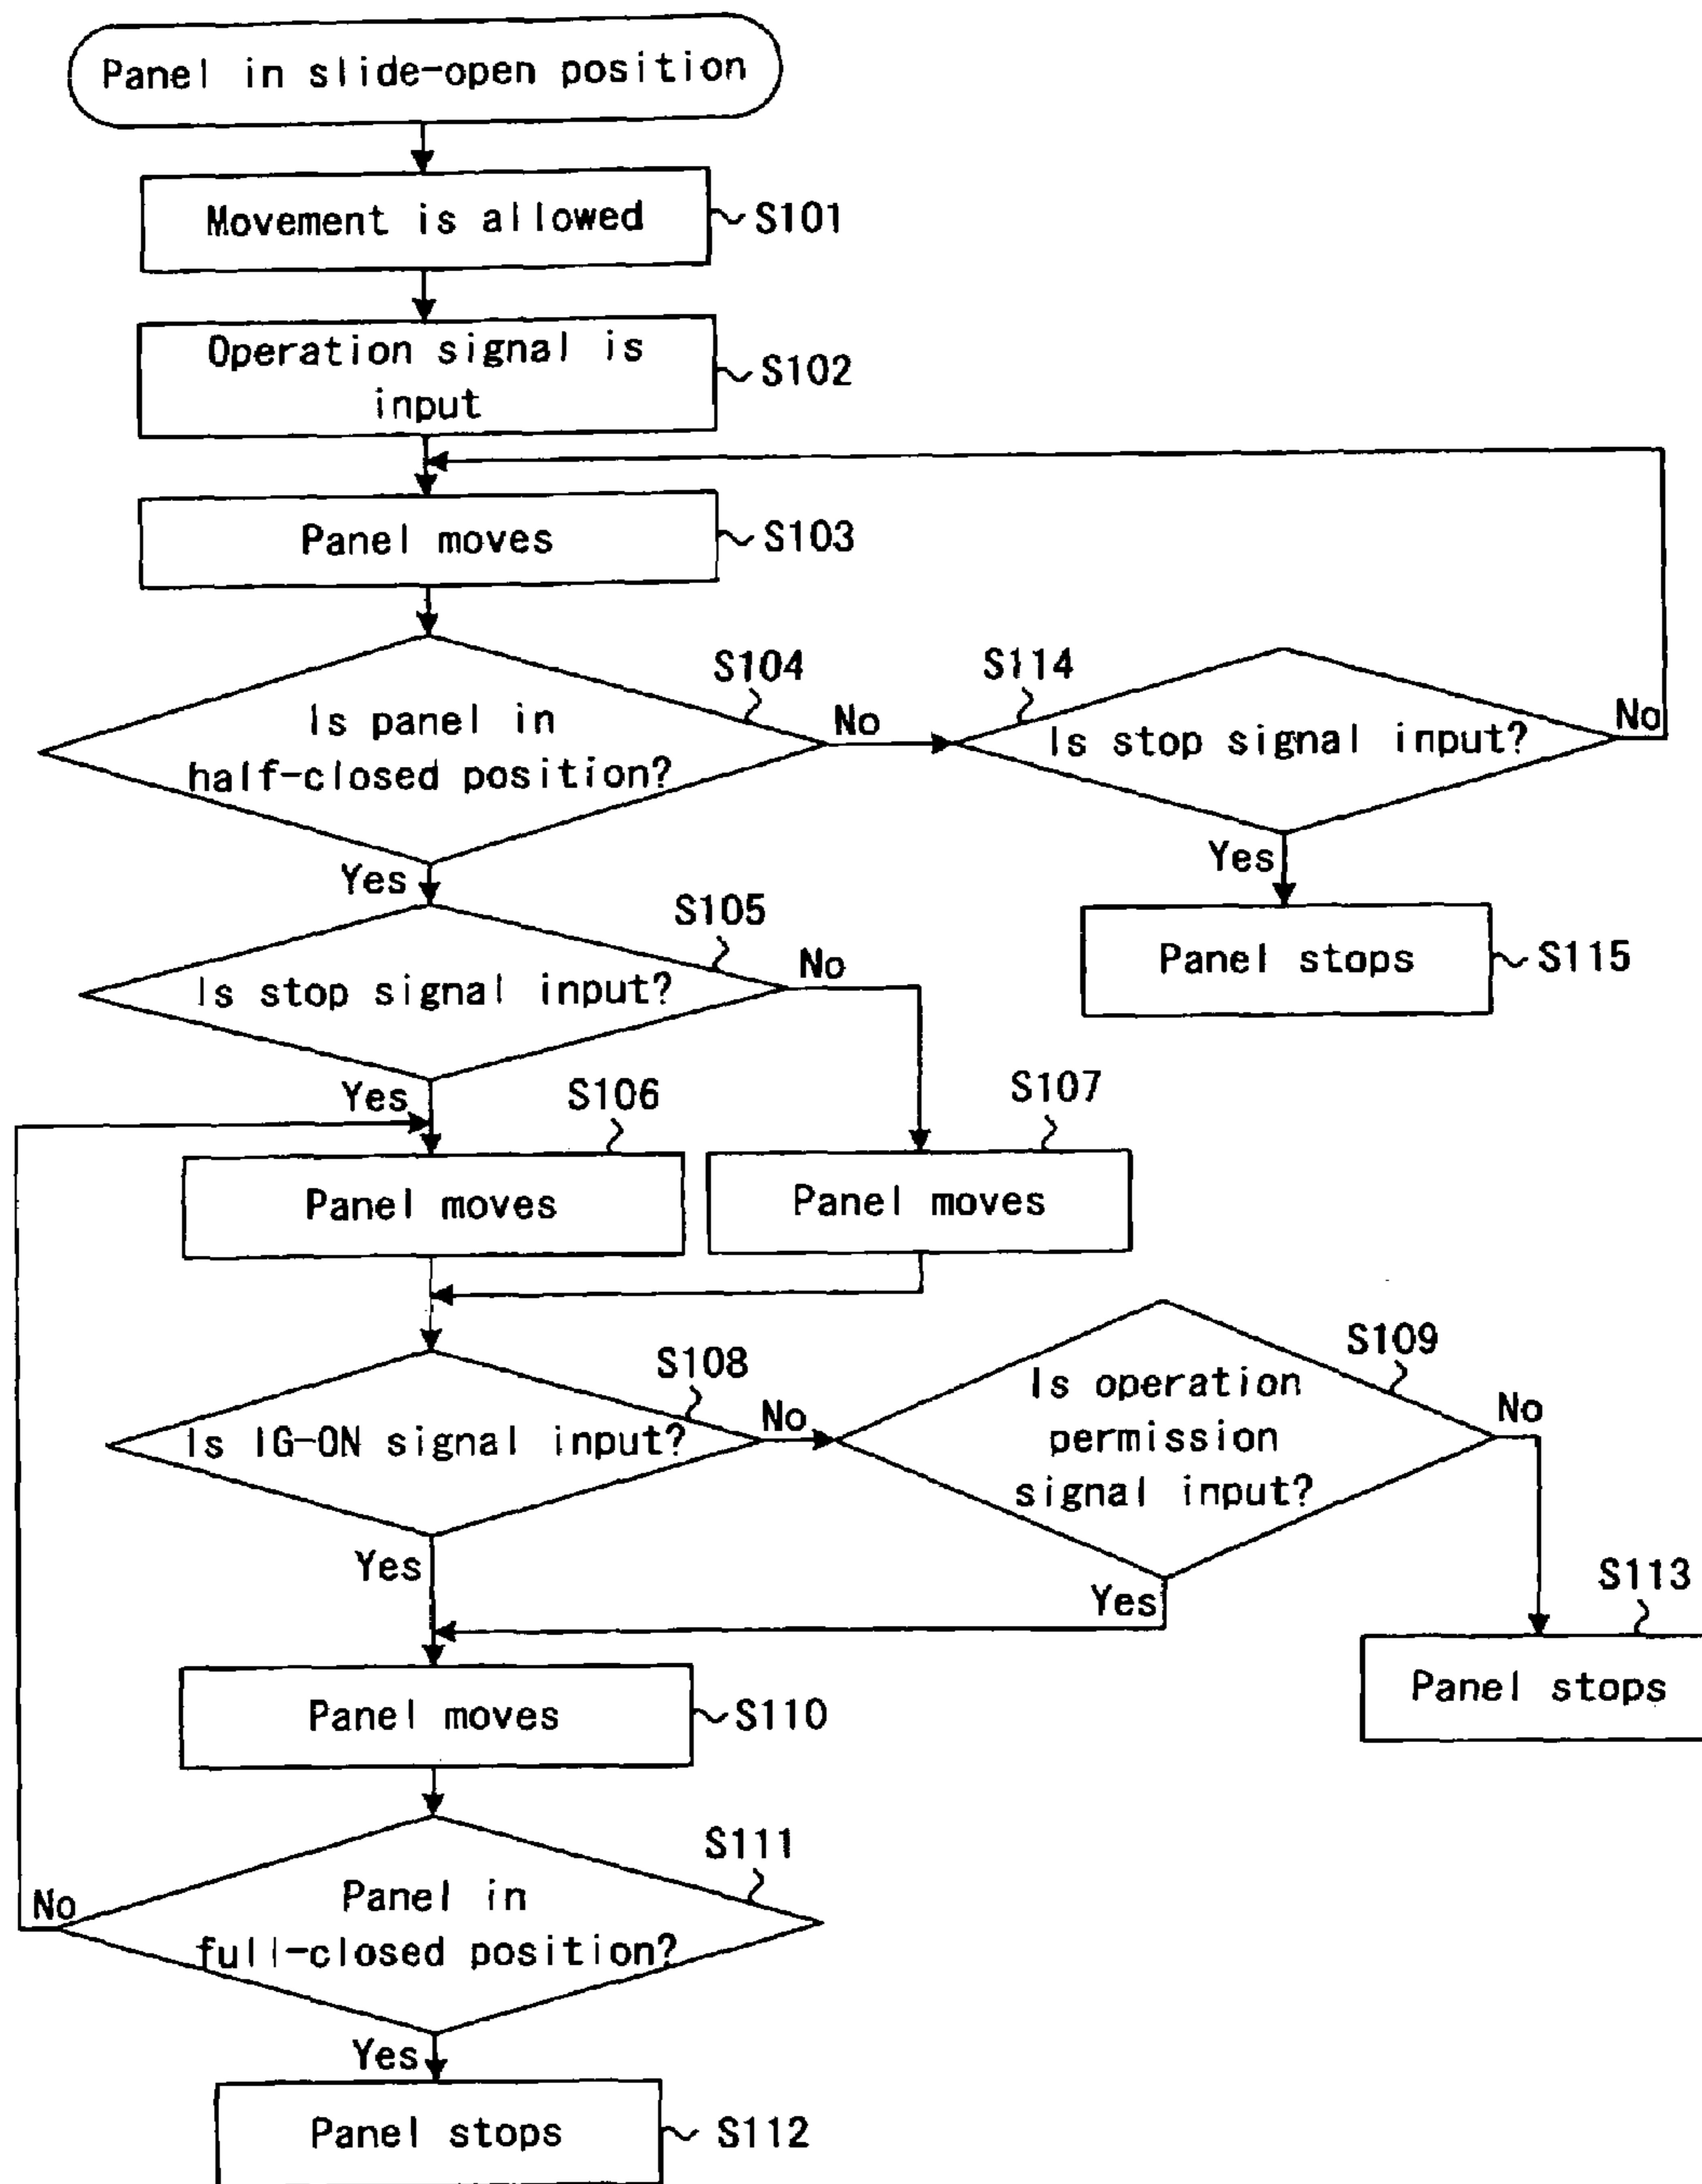 Panel in slide-open position
Movement is allowed
S101
Operation signal is
input
S102
Panel moves
S103
S104
Is panel in
half-closed position?
No
Yes
S114
Is stop signal input?
No
Yes
Panel stops
S115
S105
Is stop signal input?
No
Yes
S106
Panel moves
S107
Panel moves
S108
Is IG-ON signal input?
No
Yes
S109
Is operation
permission
signal input?
No
Yes
S113
Panel stops
Panel moves
S110
S111
Panel in
full-closed position?
No
Yes
Panel stops
S112